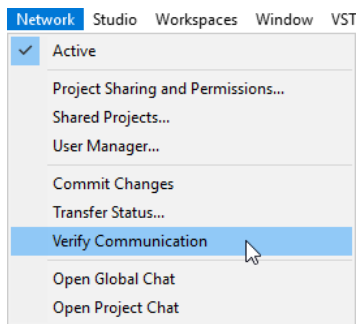 Network Studio Workspaces Window VST
Active
Project Sharing and Permissions...
Shared Projects...
User Manager...
Commit Changes
Transfer Status...
Verify Communication
Open Global Chat
Open Project Chat